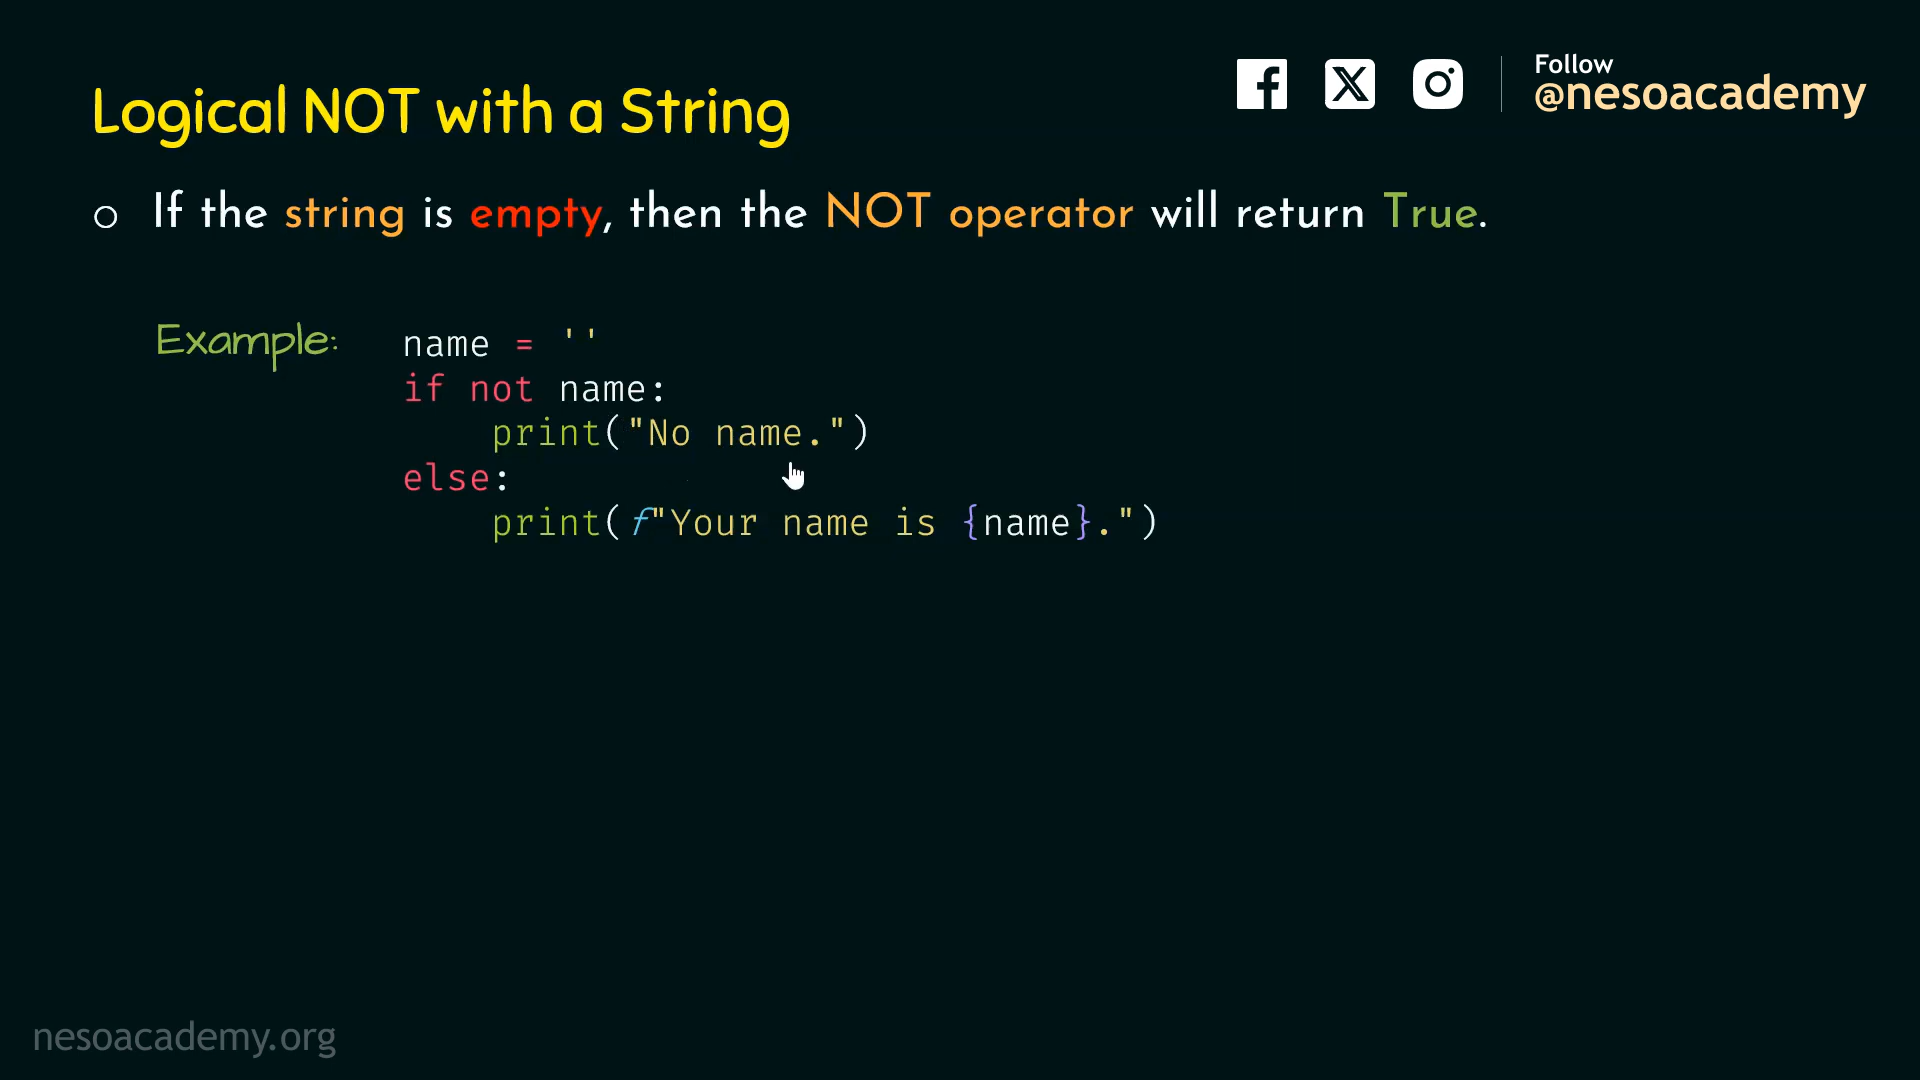 Follow
@nesoacademy
Logical NOT with a String
If the string is empty, then the NOT operator will return True.
Example:
name = ''
if not name:
    print("No name.")
else:
    print(f"Your name is {name}.")
nesoacademy.org